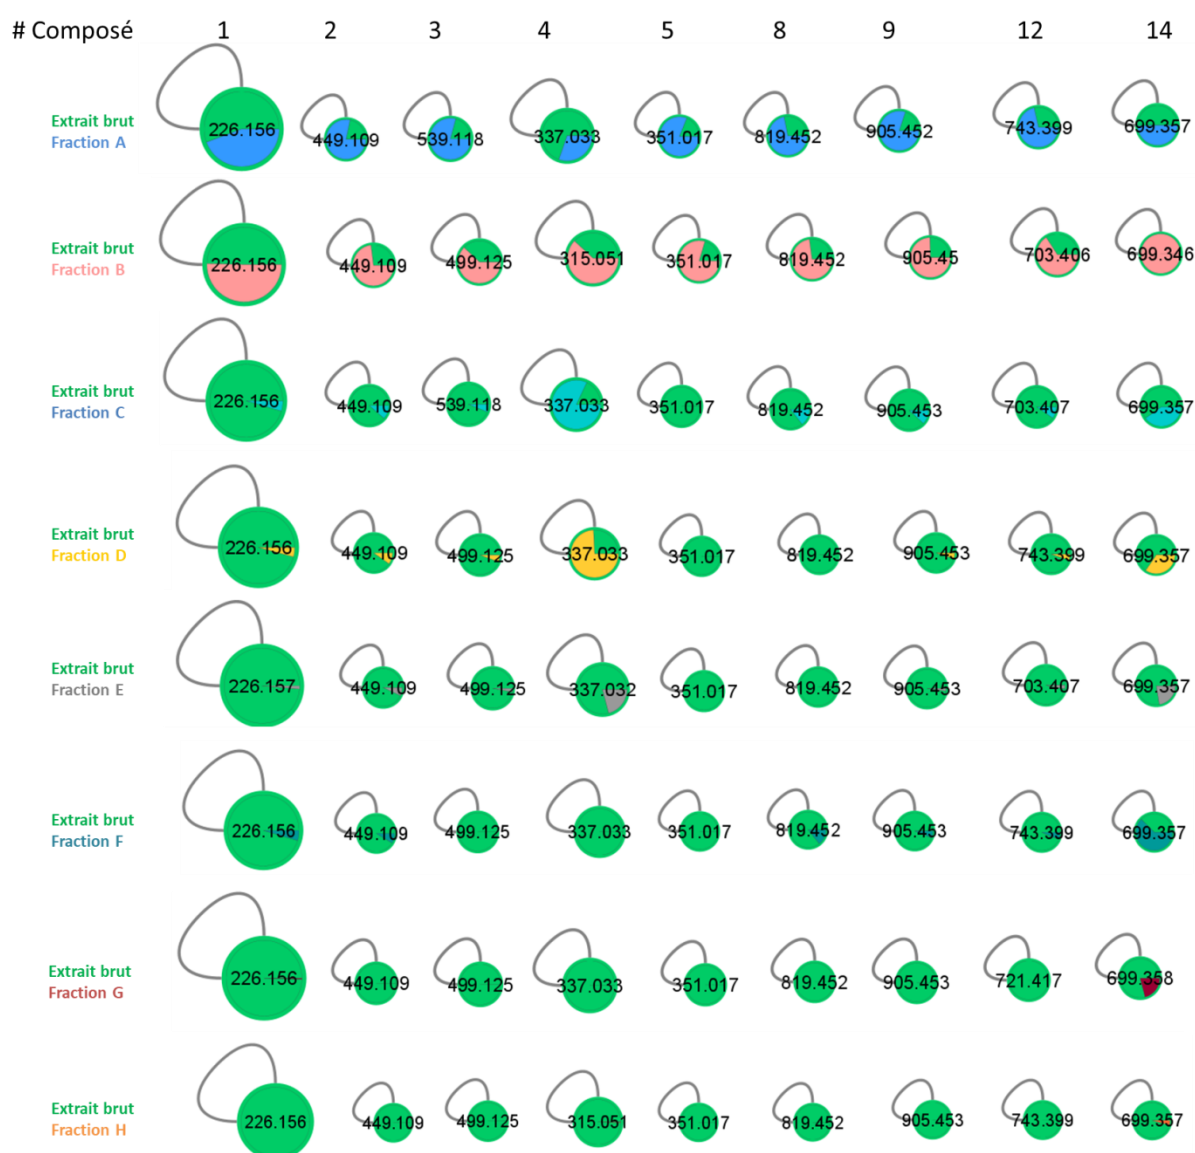 # Composé 1 2 3 4 5 8 9 12 14
Extrait brut
Fraction A
226.156 449.109 539.118 337.033 351.017 819.452 905.452 743.399 699.357
Extrait brut
Fraction B
226.156 449.109 499.125 315.051 351.017 819.452 905.45 703.406 699.346
Extrait brut
Fraction C
226.156 449.109 539.118 337.033 351.017 819.452 905.453 703.407 699.357
Extrait brut
Fraction D
226.156 449.109 499.125 337.033 351.017 819.452 905.453 743.399 699.357
Extrait brut
Fraction E
226.157 449.109 499.125 337.032 351.017 819.452 905.453 703.407 699.357
Extrait brut
Fraction F
226.156 449.109 499.125 337.033 351.017 819.452 905.453 743.399 699.357
Extrait brut
Fraction G
226.156 449.109 499.125 337.033 351.017 819.452 905.453 721.417 699.358
Extrait brut
Fraction H
226.156 449.109 499.125 315.051 351.017 819.452 905.453 743.399 699.357